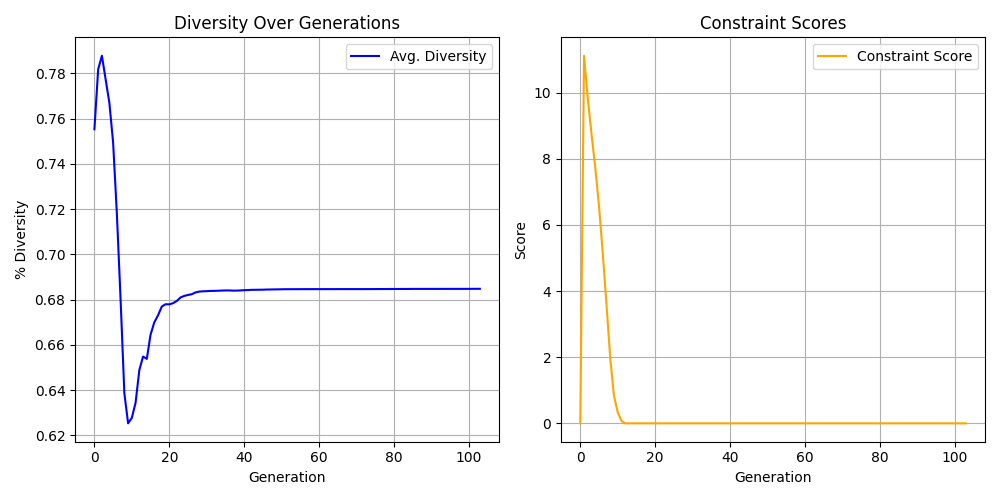 Diversity Over Generations
Avg. Diversity
% Diversity
0.78
0.76
0.74
0.72
0.70
0.68
0.66
0.64
0.62
0 20 40 60 80 100
Generation
Constraint Scores
Constraint Score
Score
10
8
6
4
2
0
0 20 40 60 80 100
Generation